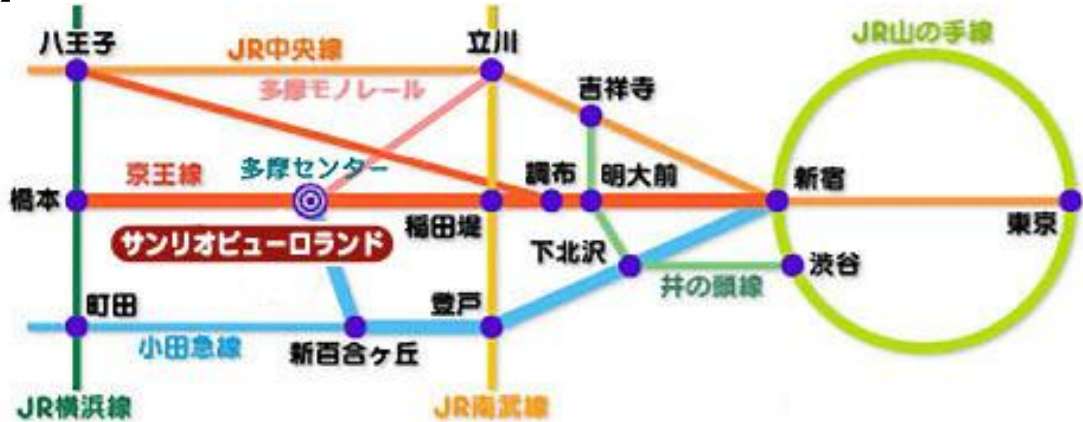 JR山の手線
八王子
JR中央線
立川
多摩モノレール
吉祥寺
京王線
多摩センター
調布
明大前
新宿
橋本
稲田堤
東京
サンリオピューロランド
下北沢
渋谷
井の頭線
町田
登戸
小田急線
新百合ヶ丘
JR横浜線
JR南武線